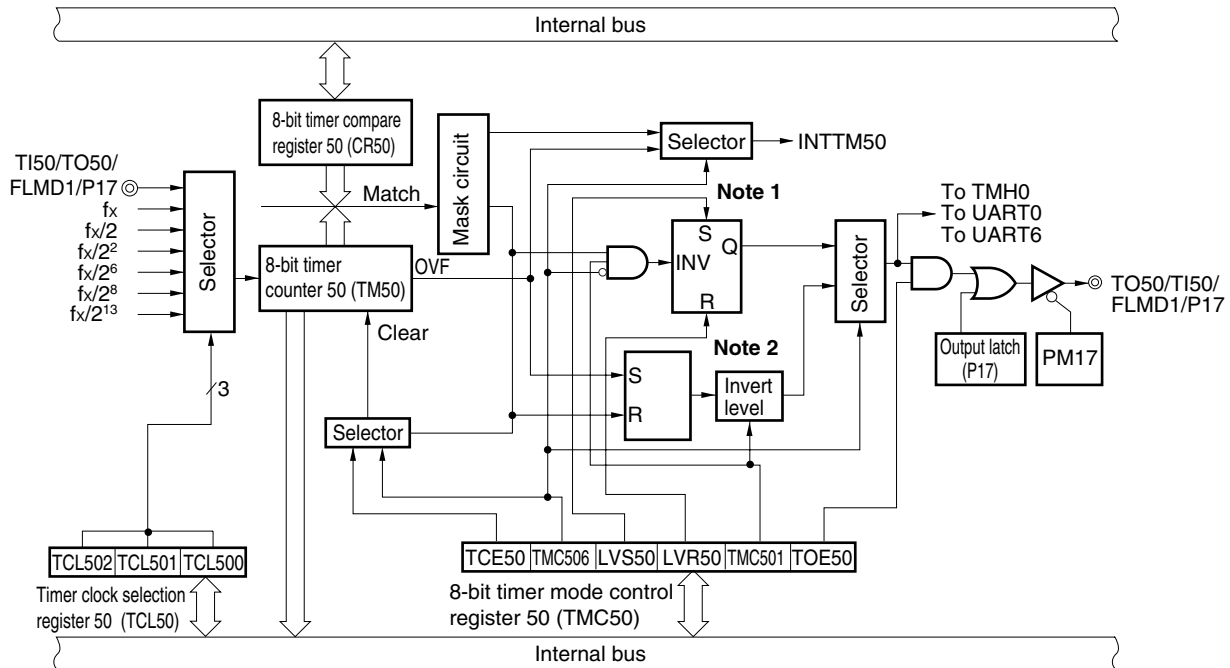 Internal bus
8-bit timer compare
register 50 (CR50)
TI50/TO50/
FLMD1/P17
fX
fX/2
fX/2²
fX/2⁶
fX/2⁸
fX/2¹³
Selector
Match
Mask circuit
8-bit timer
counter 50 (TM50)
OVF
Clear
3
Selector
Selector
INTTM50
Note 1
S
INV
Q
R
Note 2
S
R
Invert
level
Selector
To TMH0
To UART0
To UART6
TO50/TI50/
FLMD1/P17
Output latch
(P17)
PM17
TCL502 TCL501 TCL500
Timer clock selection
register 50 (TCL50)
TCE50 TMC506 LVS50 LVR50 TMC501 TOE50
8-bit timer mode control
register 50 (TMC50)
Internal bus